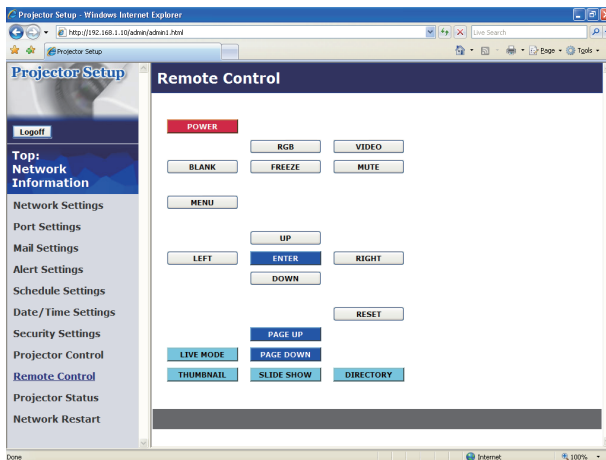 Projector Setup - Windows Internet Explorer
http://192.168.1.10/admin/admin1.html
Live Search
Projector Setup
Page
Tools
Projector Setup
Remote Control
Logoff
Top:
Network
Information
Network Settings
Port Settings
Mail Settings
Alert Settings
Schedule Settings
Date/Time Settings
Security Settings
Projector Control
Remote Control
Projector Status
Network Restart
POWER
RGB VIDEO
BLANK FREEZE MUTE
MENU
UP
LEFT ENTER RIGHT
DOWN
RESET
PAGE UP
LIVE MODE PAGE DOWN
THUMBNAIL SLIDE SHOW DIRECTORY
Done Internet 100%